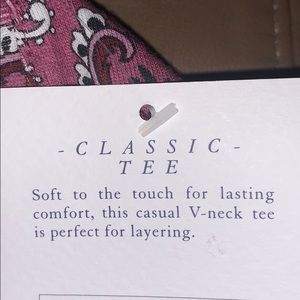 - CLASSIC -
TEE
Soft to the touch for lasting
comfort, this casual V-neck tee
is perfect for layering.